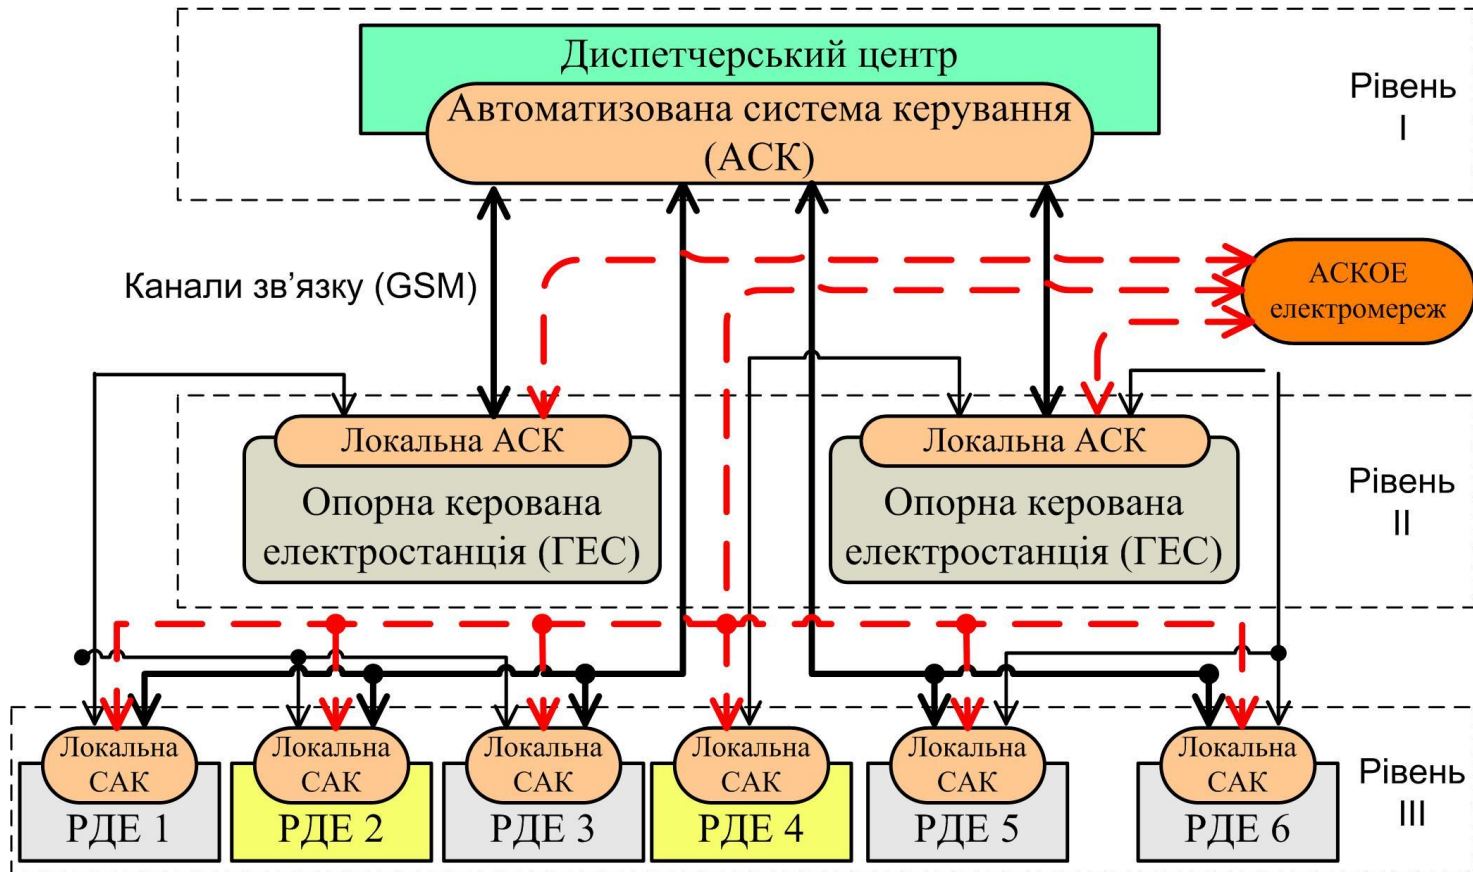 Диспетчерський центр
Автоматизована система керування
(АСК)
Рівень
I
Канали зв’язку (GSM)
АСКОЕ
електромереж
Локальна АСК
Опорна керована
електростанція (ГЕС)
Локальна АСК
Опорна керована
електростанція (ГЕС)
Рівень
II
Локальна
САК
РДЕ 1
Локальна
САК
РДЕ 2
Локальна
САК
РДЕ 3
Локальна
САК
РДЕ 4
Локальна
САК
РДЕ 5
Локальна
САК
РДЕ 6
Рівень
III